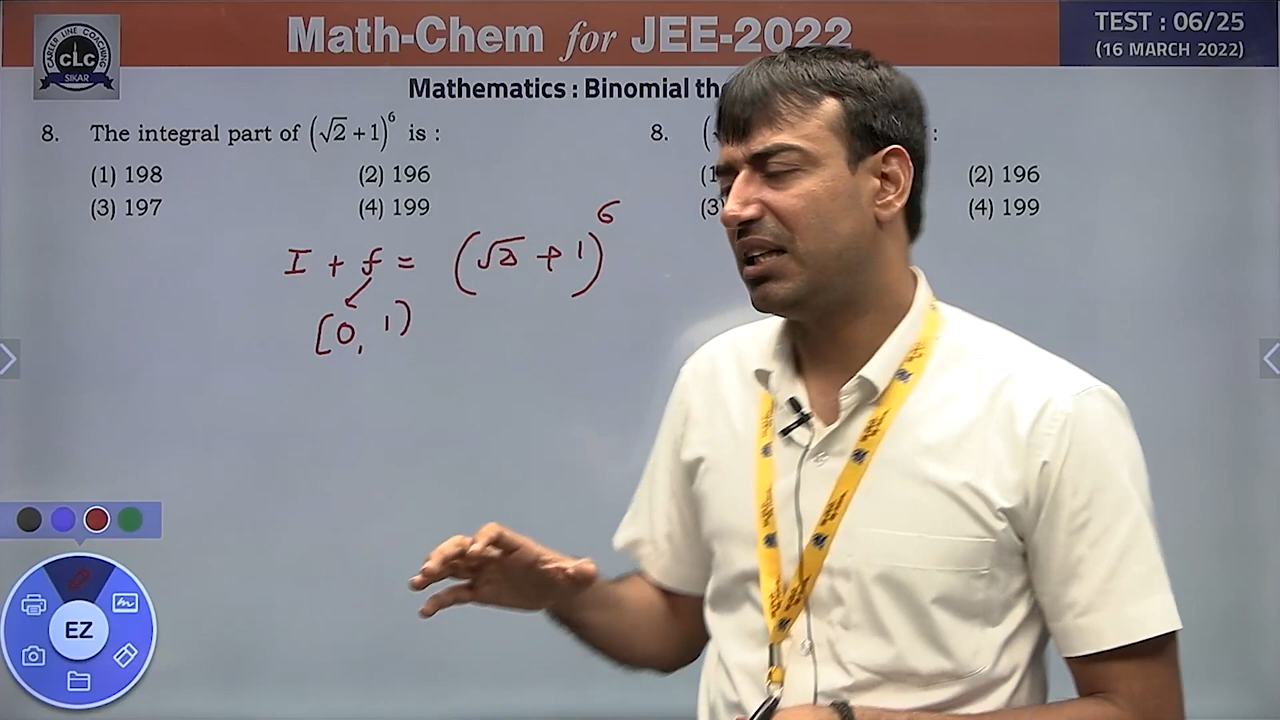 Math-Chem for JEE-2022
TEST : 06/25
(16 MARCH 2022)
CAREER LINE COACHING
CLC
SIKAR
Mathematics : Binomial
8. The integral part of (√2 + 1)^6 is :
(1) 198 (2) 196
(3) 197 (4) 199
8. :
(2) 196
(4) 199
I + f = (√2 + 1)^6
[0, 1)
EZ